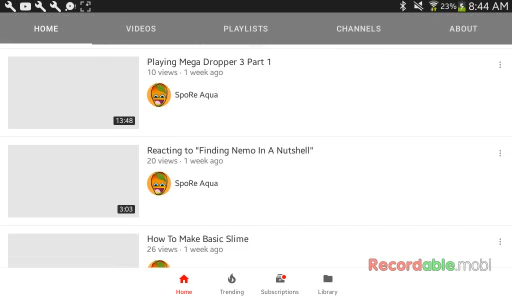 23% 8:44 AM
HOME VIDEOS PLAYLISTS CHANNELS ABOUT
Playing Mega Dropper 3 Part 1
10 views · 1 week ago
SpoRe Aqua
13:48
Reacting to "Finding Nemo In A Nutshell"
20 views · 1 week ago
SpoRe Aqua
3:03
How To Make Basic Slime
26 views · 1 week ago
Recordable.mobi
Home Trending Subscriptions Library